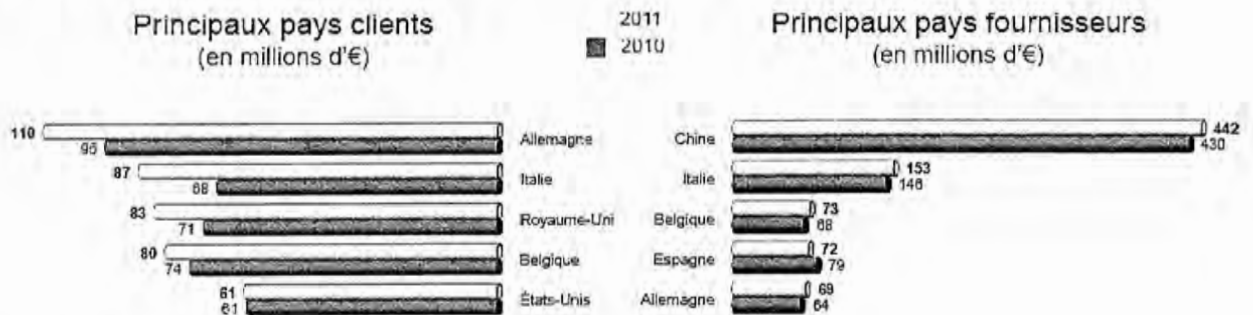 Principaux pays clients
(en millions d'€)
2011
2010
Principaux pays fournisseurs
(en millions d'€)
110
95
Allemagne
87
68
Italie
83
71
Royaume-Uni
80
74
Belgique
61
61
États-Unis
Chine
442
430
Italie
153
146
Belgique
73
68
Espagne
72
79
Allemagne
69
64